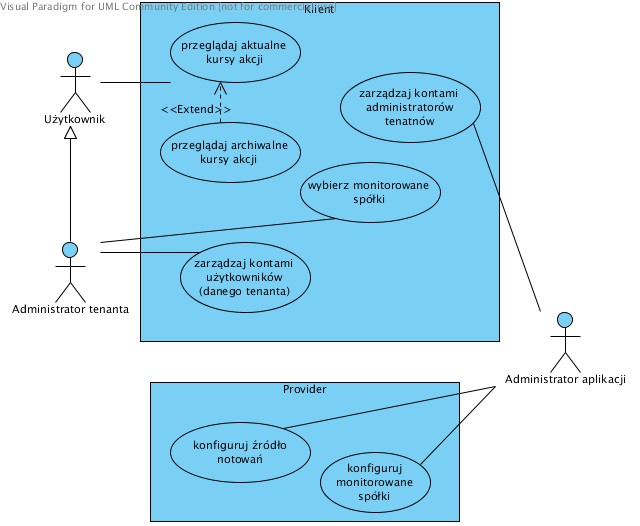 Visual Paradigm for UML Community Edition [not for commercial use]
Klient
przeglądaj aktualne
kursy akcji
<<Extend>>
przeglądaj archiwalne
kursy akcji
zarządzaj kontami
administratorów
tenatnów
wybierz monitorowane
spółki
zarządzaj kontami
użytkowników
(danego tenanta)
Użytkownik
Administrator tenanta
Administrator aplikacji
Provider
konfiguruj źródło
notowań
konfiguruj
monitorowane
spółki